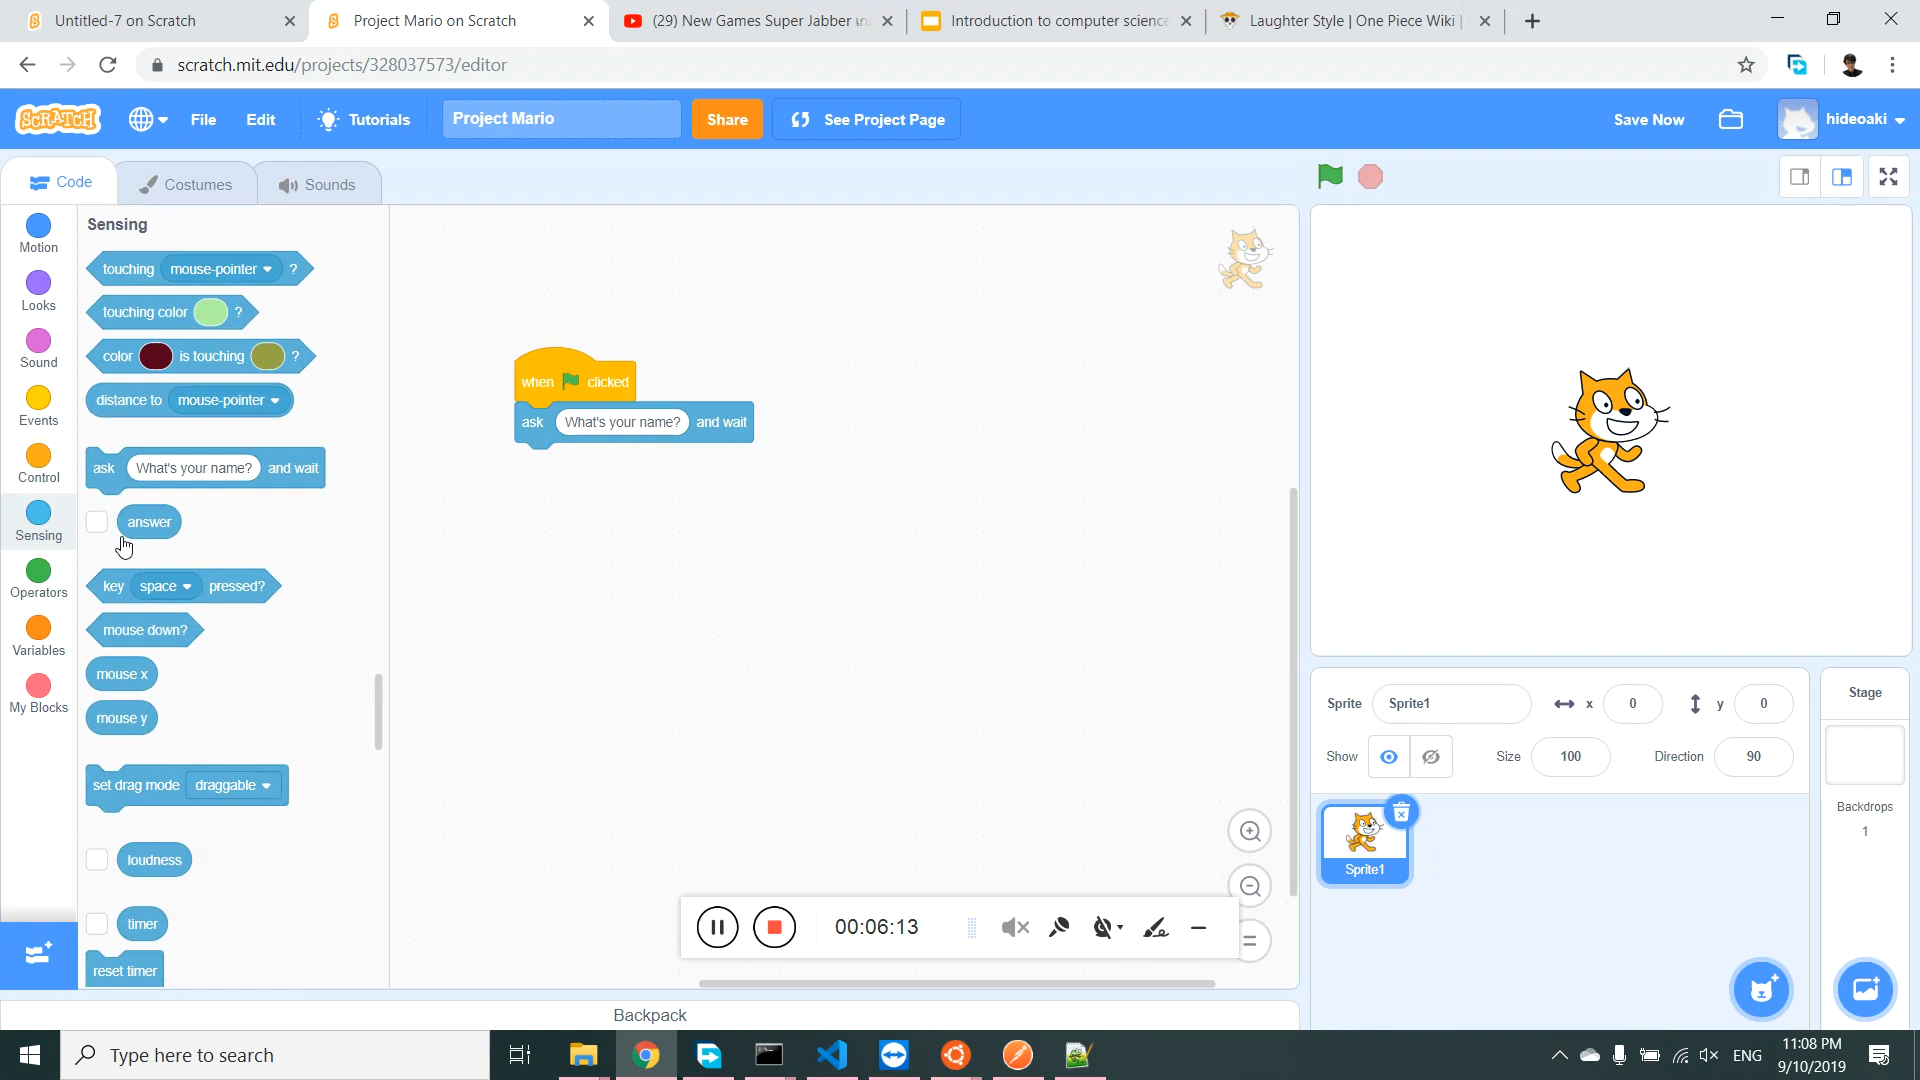 Untitled-7 on Scratch
Project Mario on Scratch
(29) New Games Super Jabber
Introduction to computer science
Laughter Style | One Piece Wiki |
scratch.mit.edu/projects/328037573/editor
SCRATCH
File
Edit
Tutorials
Project Mario
Share
See Project Page
Save Now
hideoaki
Code
Costumes
Sounds
Motion
Looks
Sound
Events
Control
Sensing
Operators
Variables
My Blocks
Sensing
touching mouse-pointer ?
touching color ?
color is touching ?
distance to mouse-pointer
ask What's your name? and wait
answer
key space pressed?
mouse down?
mouse x
mouse y
set drag mode draggable
loudness
timer
reset timer
when clicked
ask What's your name? and wait
00:06:13
Backpack
Sprite Sprite1 x 0 y 0
Show Size 100 Direction 90
Sprite1
Stage
Backdrops
1
Type here to search
ENG
11:08 PM
9/10/2019